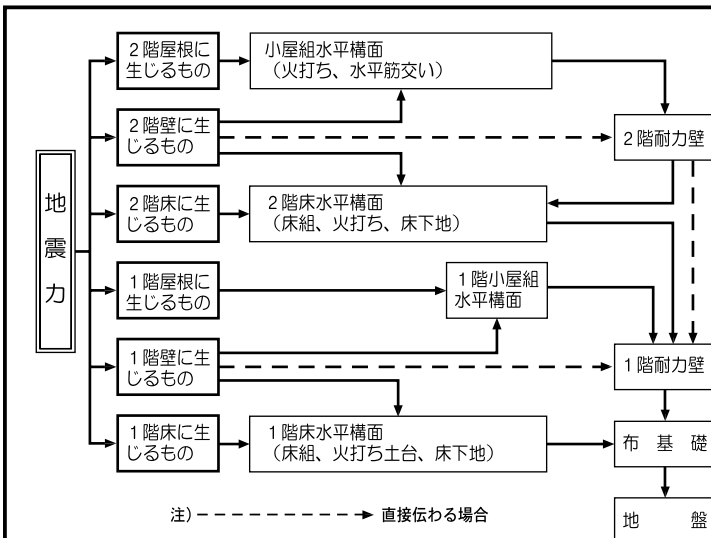 地震力
2階屋根に
生じるもの
小屋組水平構面
（火打ち、水平筋交い）
2階壁に生
じるもの
2階耐力壁
2階床に生
じるもの
2階床水平構面
（床組、火打ち、床下地）
1階屋根に
生じるもの
1階小屋組
水平構面
1階壁に生
じるもの
1階耐力壁
1階床に生
じるもの
1階床水平構面
（床組、火打ち土台、床下地）
布基礎
地盤
注）
直接伝わる場合